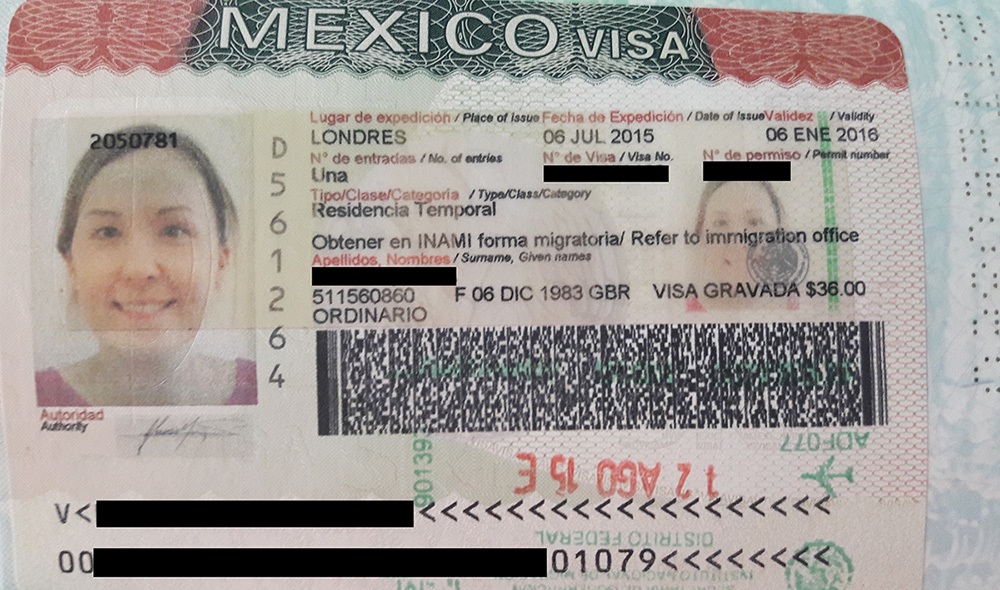 MEXICO VISA
2050781
D
5
6
1
2
6
4
Lugar de expedición / Place of Issue Fecha de Expedición / Date of Issue Validez / Validity
LONDRES 06 JUL 2015 06 ENE 2016
N° de entradas / No. of entries N° de Visa / Visa No. N° de permiso / Permit number
Una
Tipo/Clase/Categoria / Type/Class/Category
Residencia Temporal
Obtener en INAMI forma migratoria/ Refer to immigration office
Apellidos, Nombres / Surname, Given names
511560860 F 06 DIC 1983 GBR VISA GRAVADA $36.00
ORDINARIO
Autoridad
Authority
90139
ADF077
12 AGO 15 E
V< <<<<<<<<<<<<<<<<<<
DISTRITO FEDERAL
00 01079<<<<<<<